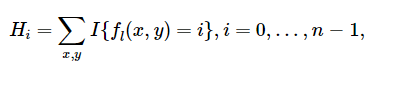 H_i = \sum_{x,y} I\{f_l(x, y) = i\}, i = 0, \ldots, n − 1,